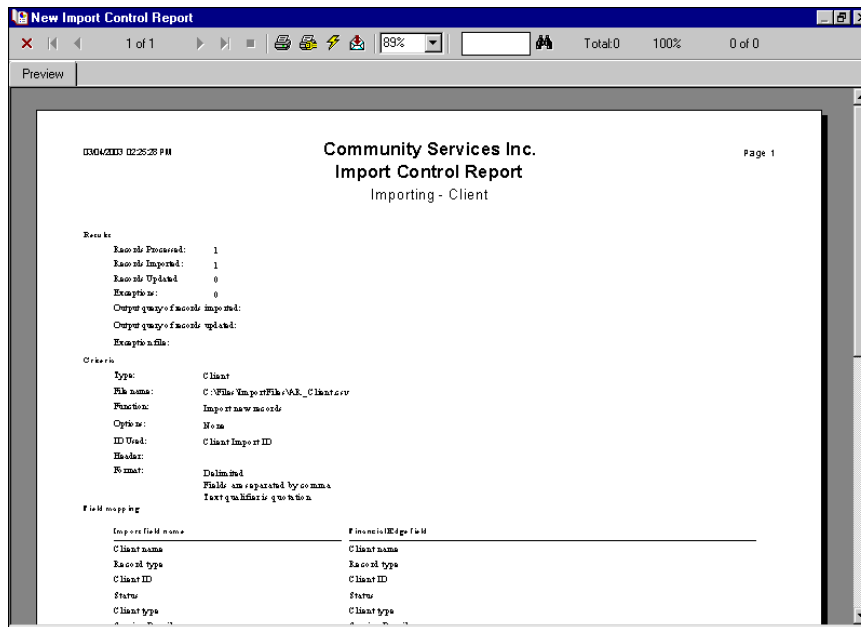 New Import Control Report
1 of 1 89% Total:0 100% 0 of 0
Preview
03/04/2003 02:25:28 PM
Community Services Inc.
Page 1
Import Control Report
Importing - Client
Results
Records Processed: 1
Records Imported: 1
Records Updated 0
Exceptions: 0
Output query of records imported:
Output query of records updated:
Exception file:
Criteria
Type: Client
File name: C:\Files\ImportFiles\AR_Client.csv
Function: Import new records
Options: None
ID Used: Client Import ID
Header:
Format: Delimited
Fields are separated by comma
Text qualifier is quotation
Field mapping
Import field name Financial Edge field
Client name Client name
Record type Record type
Client ID Client ID
Status Status
Client type Client type